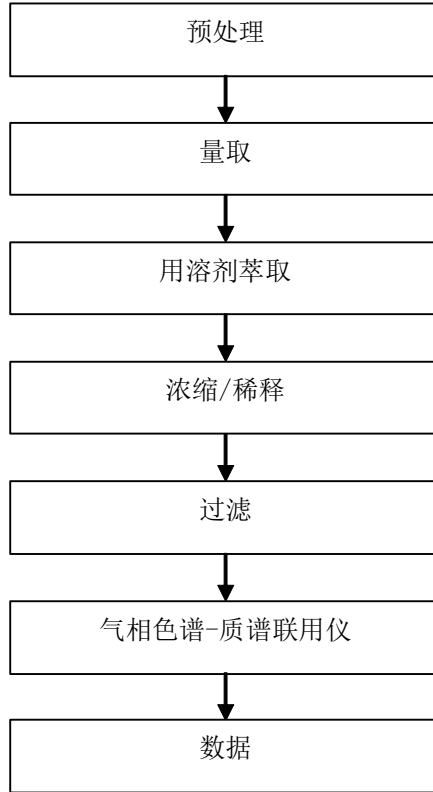 预处理
量取
用溶剂萃取
浓缩/稀释
过滤
气相色谱-质谱联用仪
数据